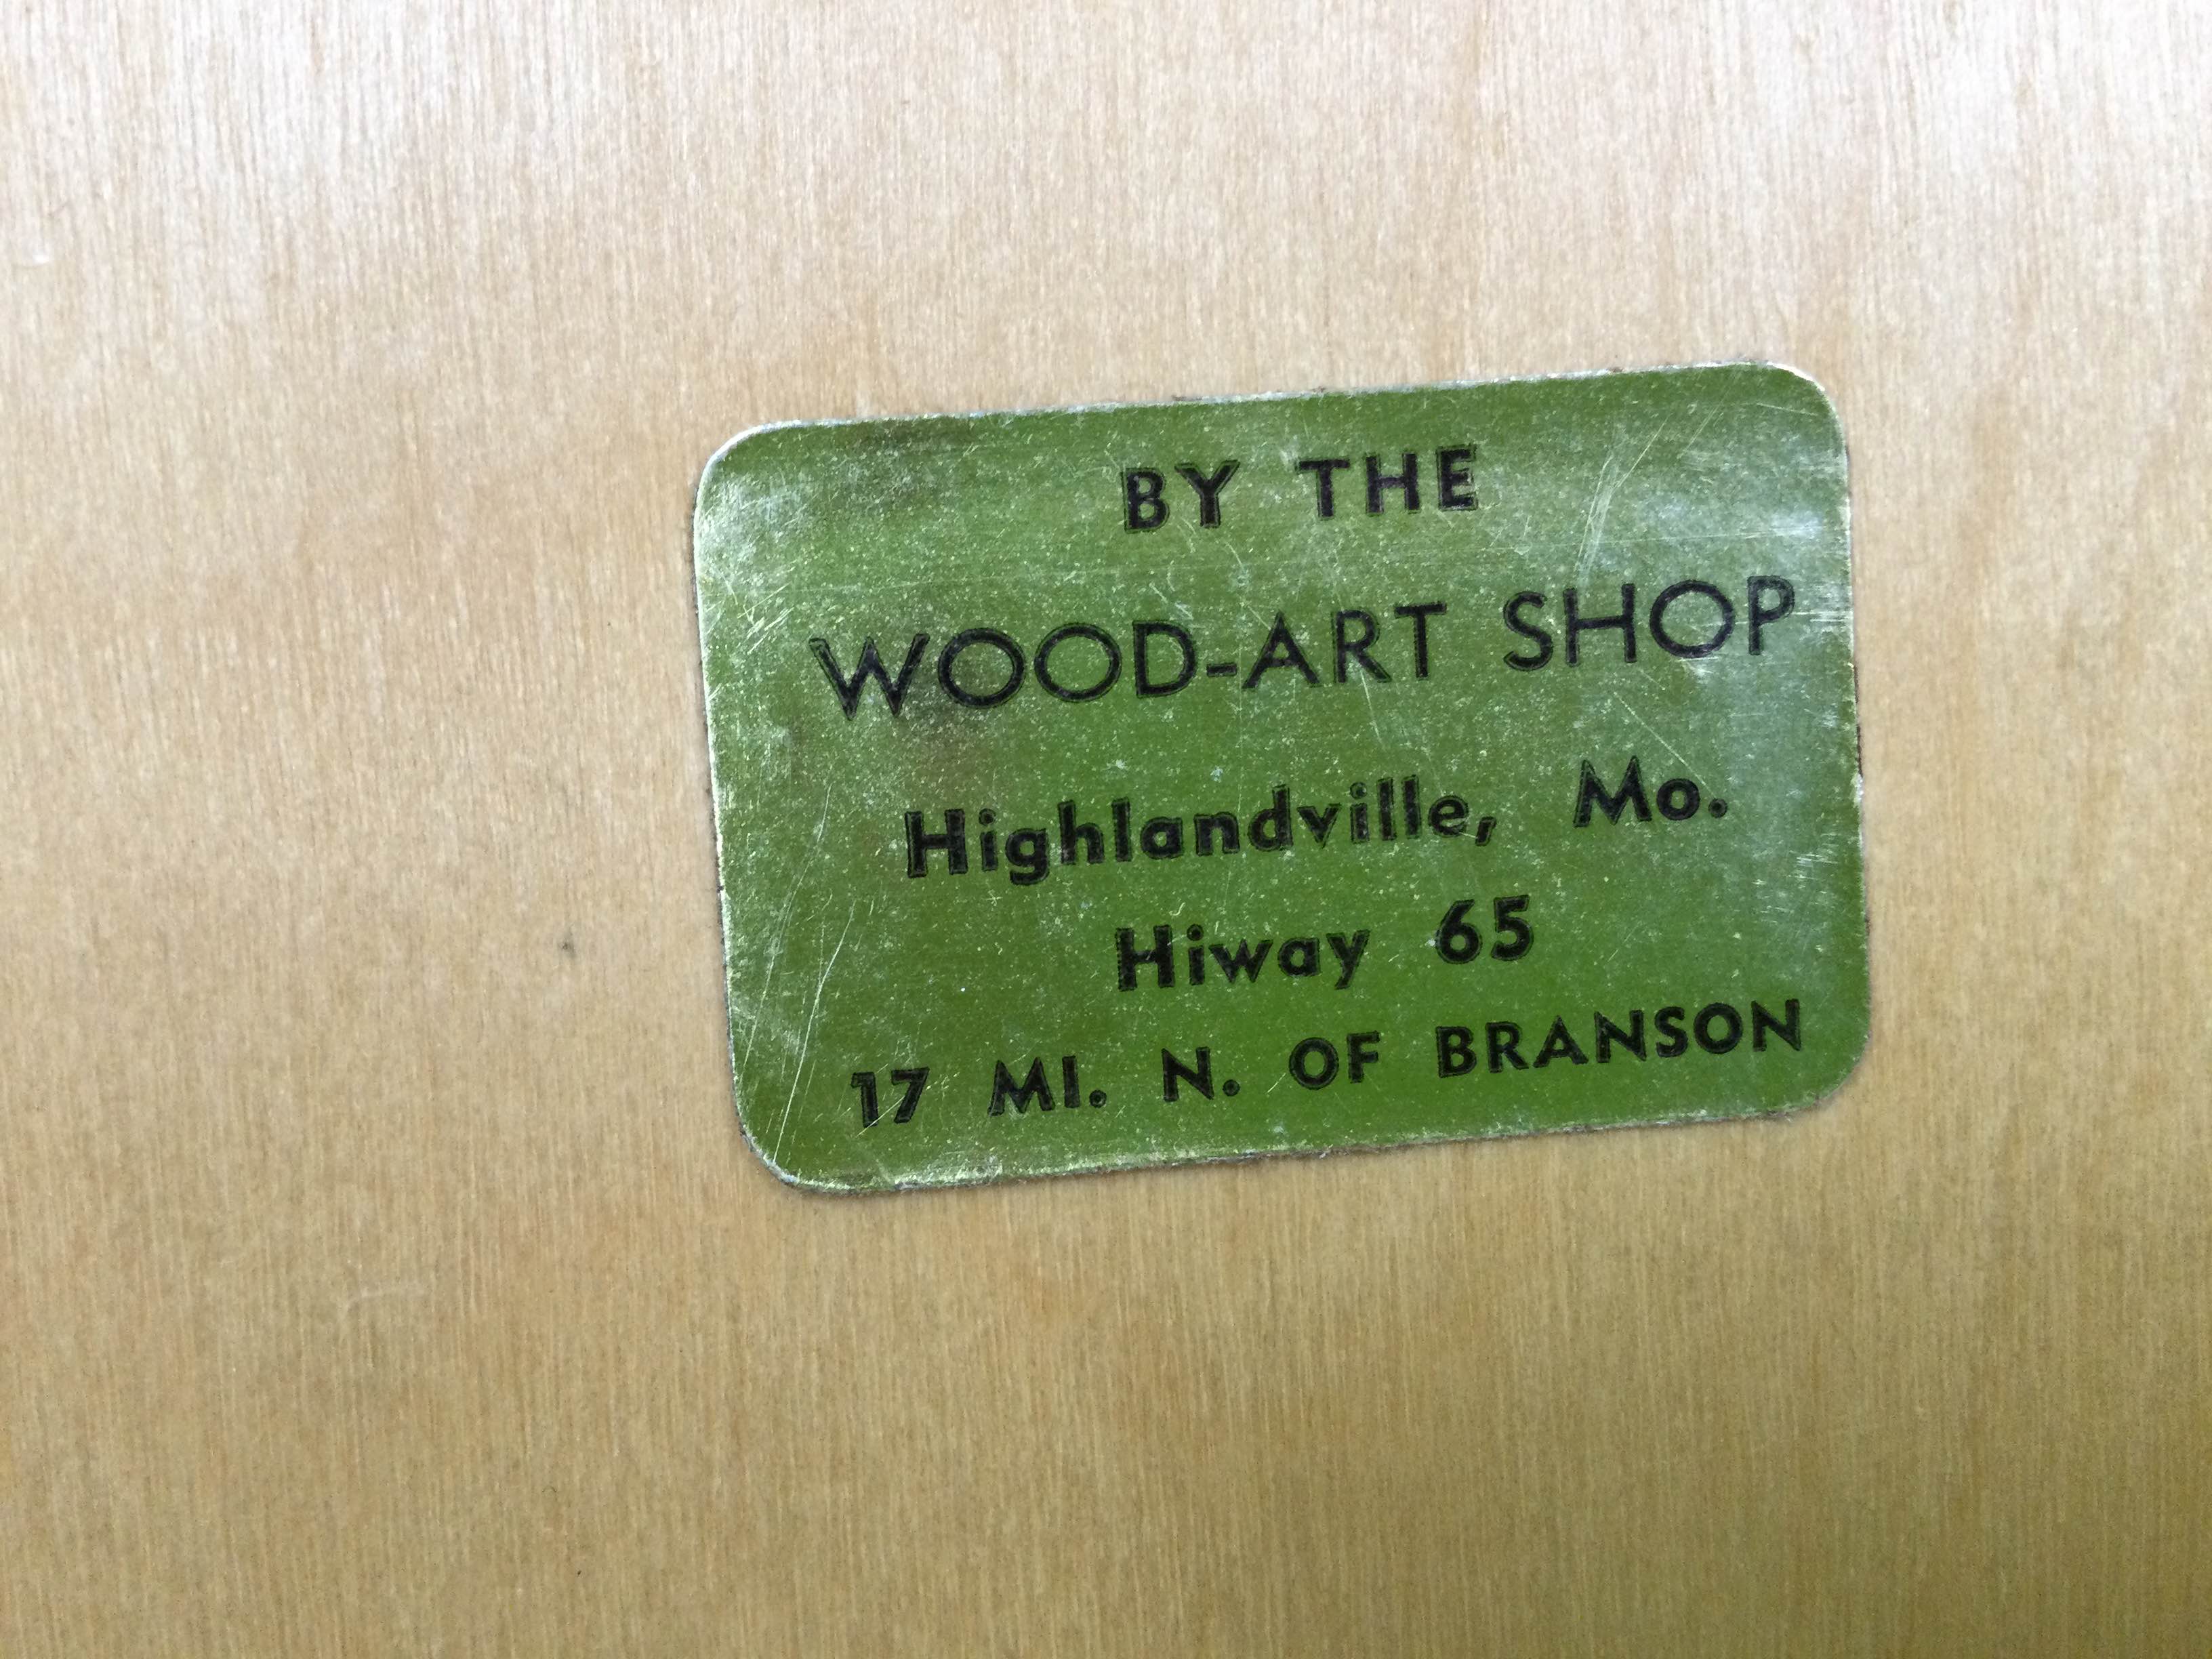 BY THE
WOOD-ART SHOP
Highlandville, Mo.
Hiway 65
17 MI. N. OF BRANSON